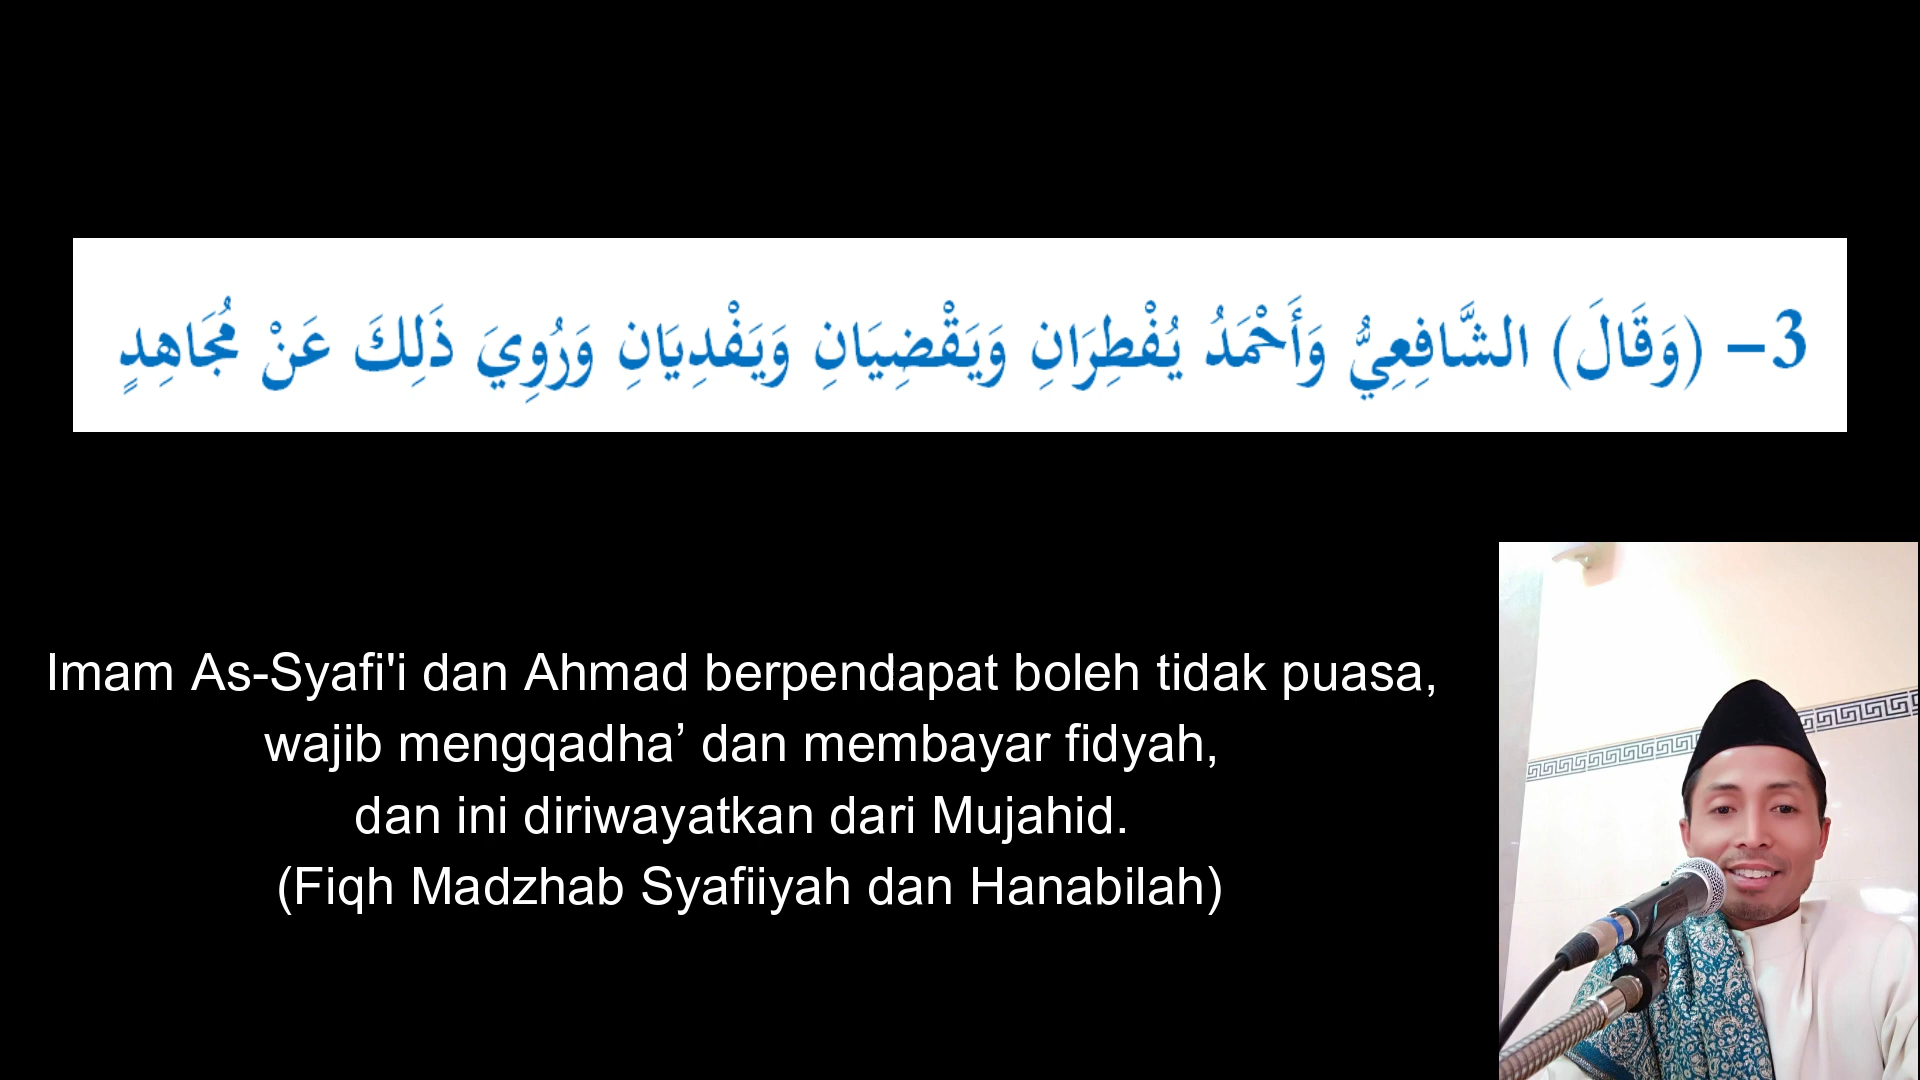 3- (وَقَالَ) الشَّافِعِيُّ وَأَحْمَدُ يُفْطِرَانِ وَيَقْضِيَانِ وَيَفْدِيَانِ وَرُوِيَ ذَلِكَ عَنْ مُجَاهِدٍ
Imam As-Syafi'i dan Ahmad berpendapat boleh tidak puasa,
wajib mengqadha’ dan membayar fidyah,
dan ini diriwayatkan dari Mujahid.
(Fiqh Madzhab Syafiiyah dan Hanabilah)